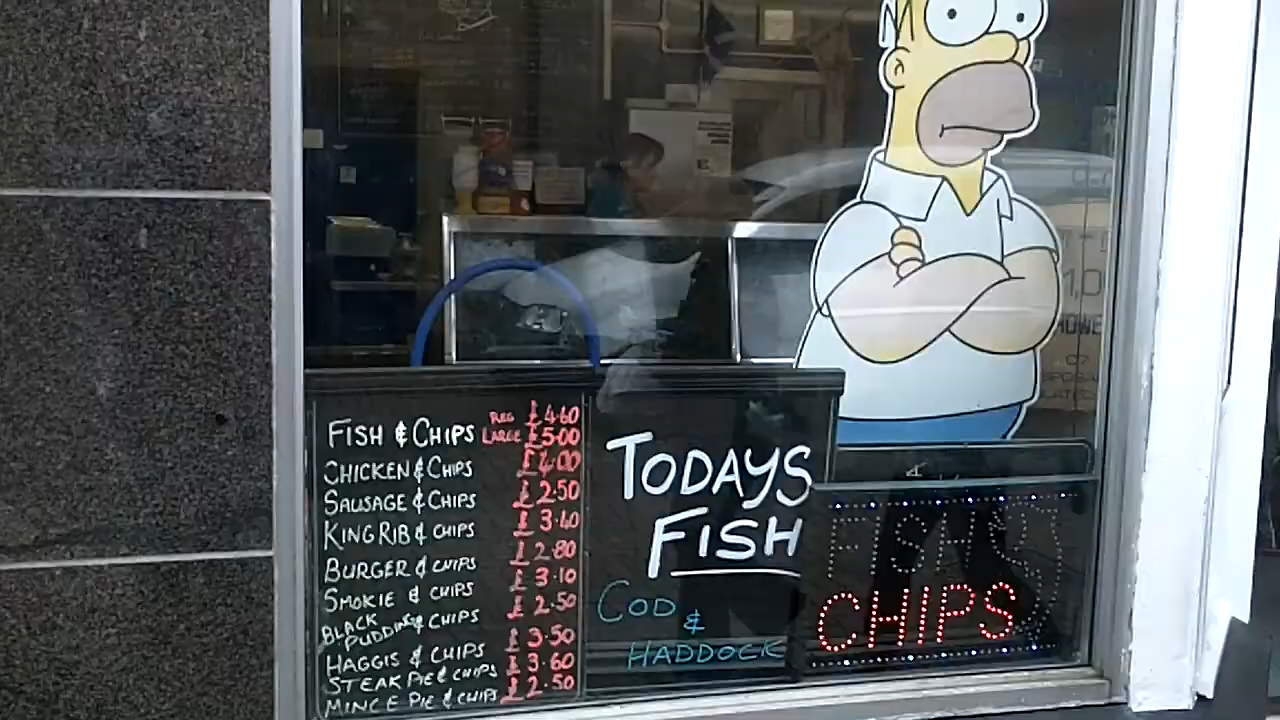 FISH & CHIPS REG £4.60
LARGE £5.00
CHICKEN & CHIPS £4.00
SAUSAGE & CHIPS £2.50
KING RIB & CHIPS £3.40
BURGER & CHIPS £2.80
SMOKIE & CHIPS £3.10
BLACK PUDDING & CHIPS £2.50
HAGGIS & CHIPS £3.50
STEAK PIE & CHIPS £3.60
MINCE PIE & CHIPS £2.50
TODAYS
FISH
COD
&
HADDOCK
FISH &
CHIPS